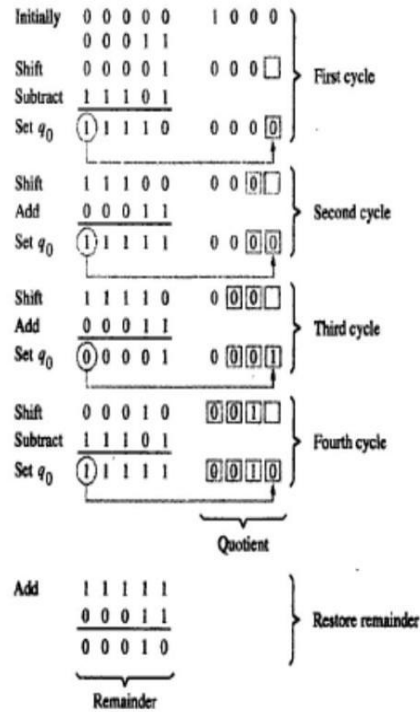 Initially 0 0 0 0 0 1 0 0 0
0 0 0 1 1
Shift 0 0 0 0 1 0 0 0
Subtract 1 1 1 0 1
Set q0 1 1 1 1 0 0 0 0 0
First cycle
Shift 1 1 1 0 0 0 0 0
Add 0 0 0 1 1
Set q0 1 1 1 1 1 0 0 0 0
Second cycle
Shift 1 1 1 1 0 0 0 0
Add 0 0 0 1 1
Set q0 0 0 0 0 1 0 0 0 1
Third cycle
Shift 0 0 0 1 0 0 0 1
Subtract 1 1 1 0 1
Set q0 1 1 1 1 1 0 0 1 0
Fourth cycle
Quotient
Add 1 1 1 1 1
0 0 0 1 1
0 0 0 1 0
Restore remainder
Remainder